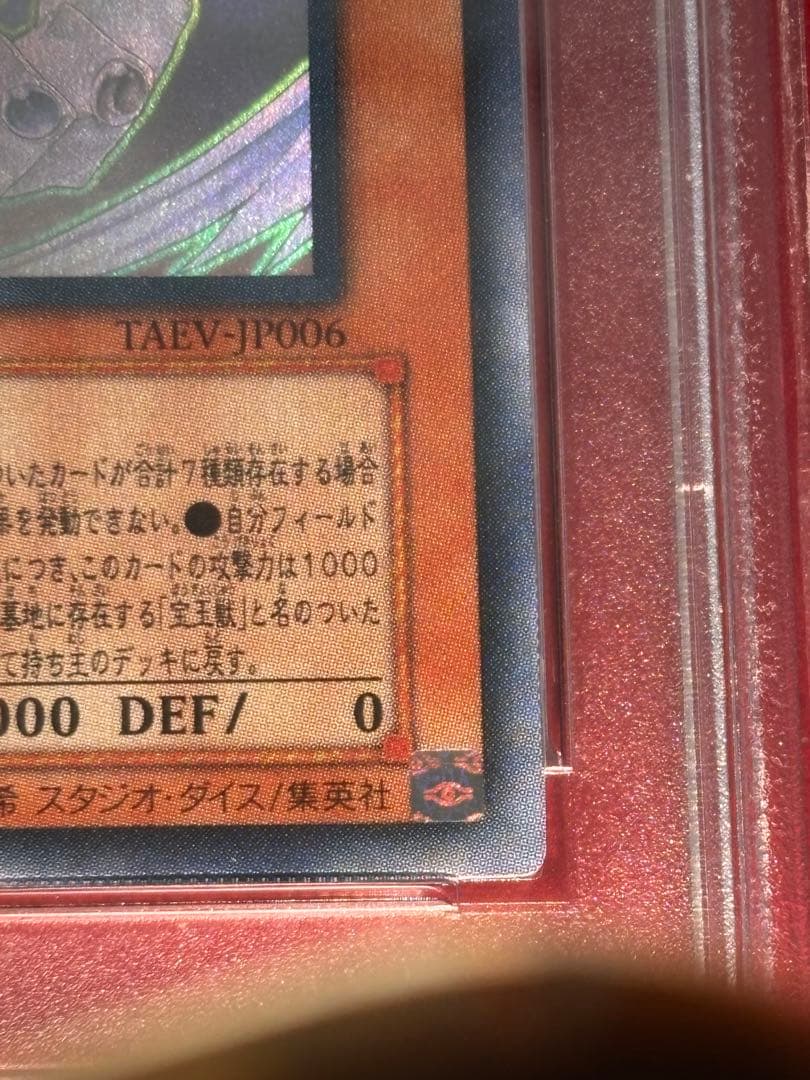 TAEV-JP006
ついたカードが合計7種類存在する場合
を発動できない。●自分フィールド
につき、このカードの攻撃力は1000
墓地に存在する「宝玉獣」と名のついた
て持ち主のデッキに戻す。
000 DEF/ 0
希 スタジオ・ダイス/集英社